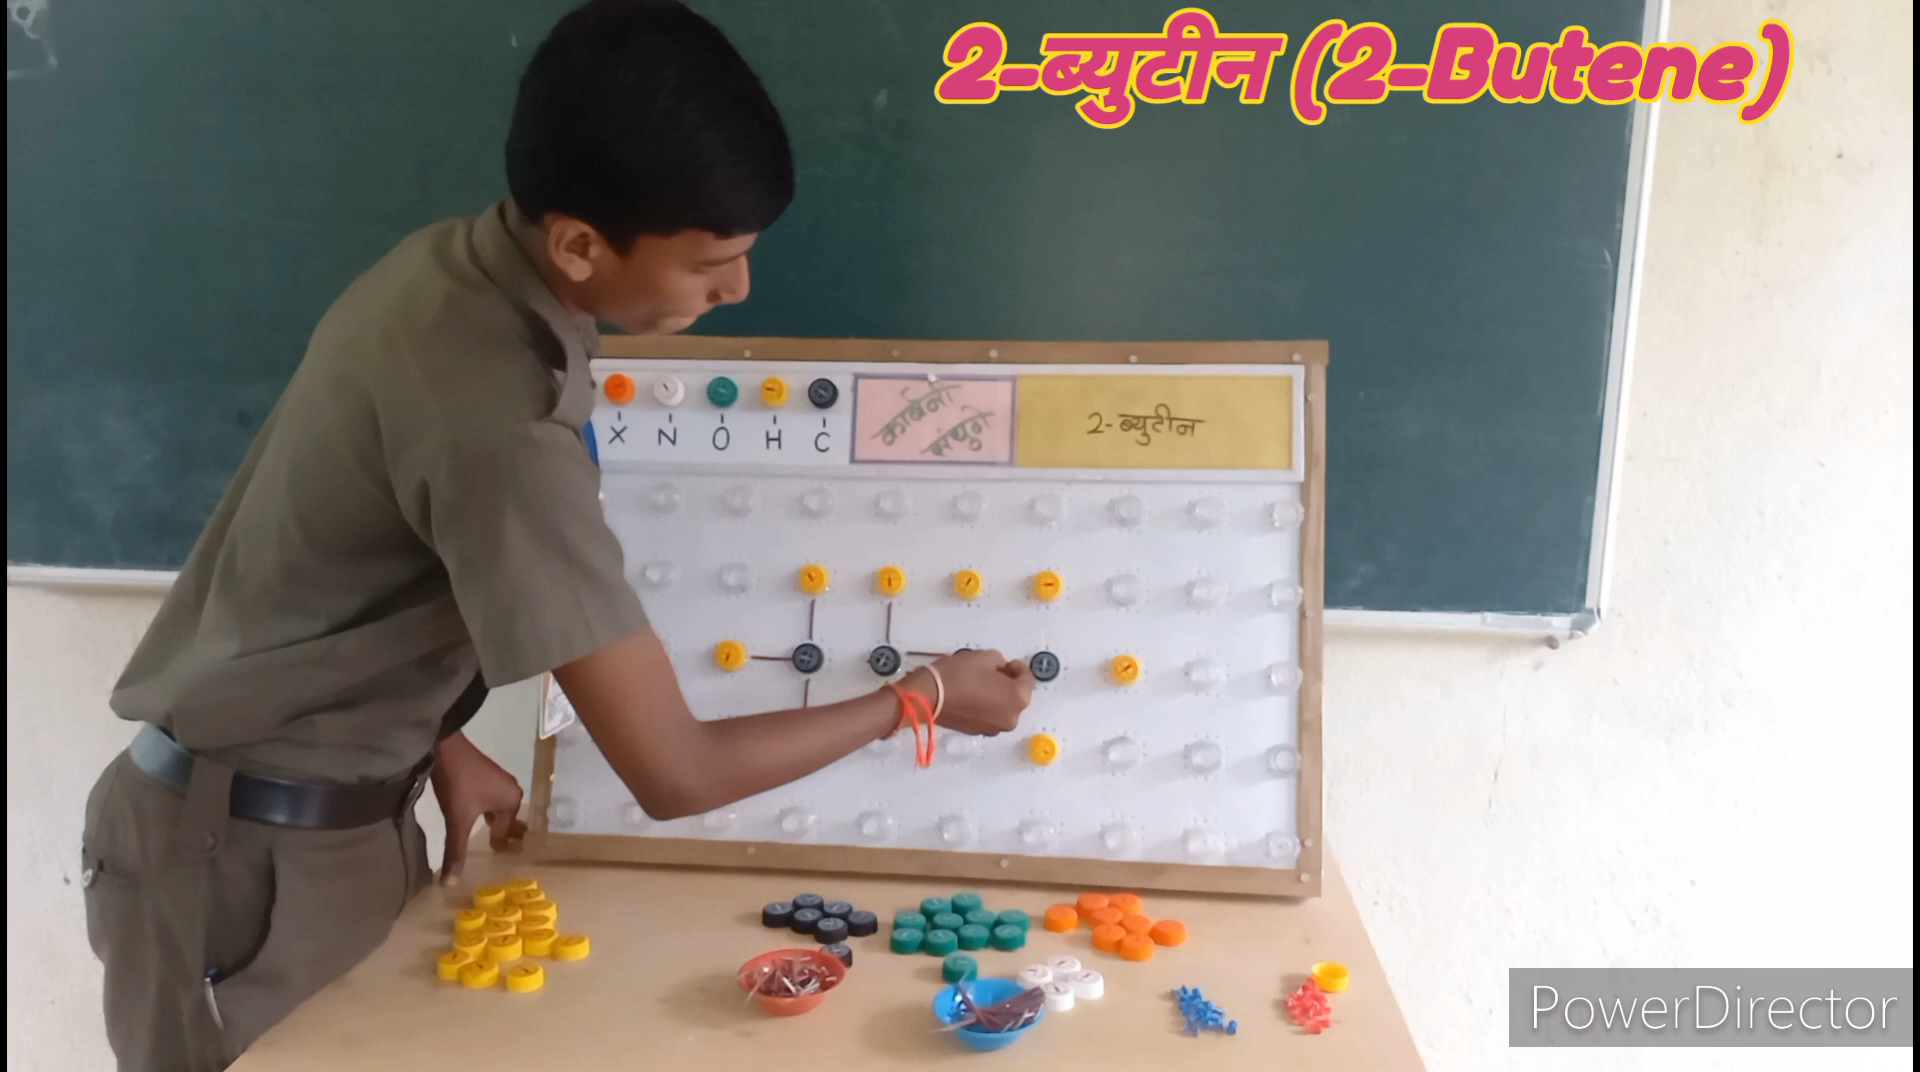 2-ब्युटीन (2-Butene)
X N O H C
कार्बनी
संयुगे
2-ब्युटीन
PowerDirector